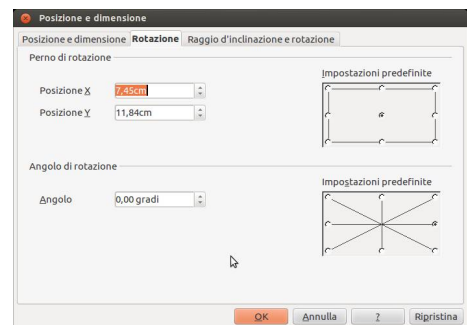 Posizione e dimensione
Posizione e dimensione Rotazione Raggio d'inclinazione e rotazione
Perno di rotazione
Impostazioni predefinite
Posizione X 7,45cm
Posizione Y 11,84cm
Angolo di rotazione
Impostazioni predefinite
Angolo 0,00 gradi
OK Annulla ? Ripristina